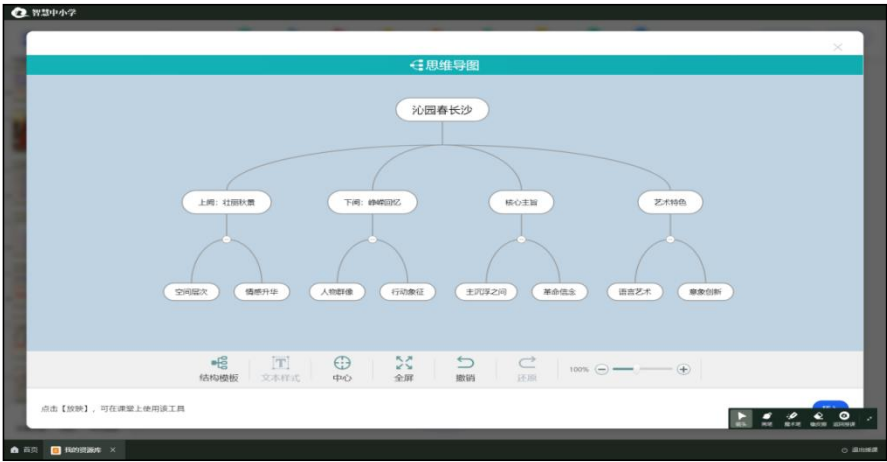 智慧中小学
思维导图
沁园春长沙
上阕：壮丽秋景
下阕：峥嵘回忆
核心主旨
艺术特色
空间层次
情感升华
人物群像
行动象征
主沉浮之问
革命信念
语言艺术
意象创新
结构模板
文本样式
中心
全屏
撤销
还原
100%
点击【放映】，可在课堂上使用该工具
首页
我的资源库